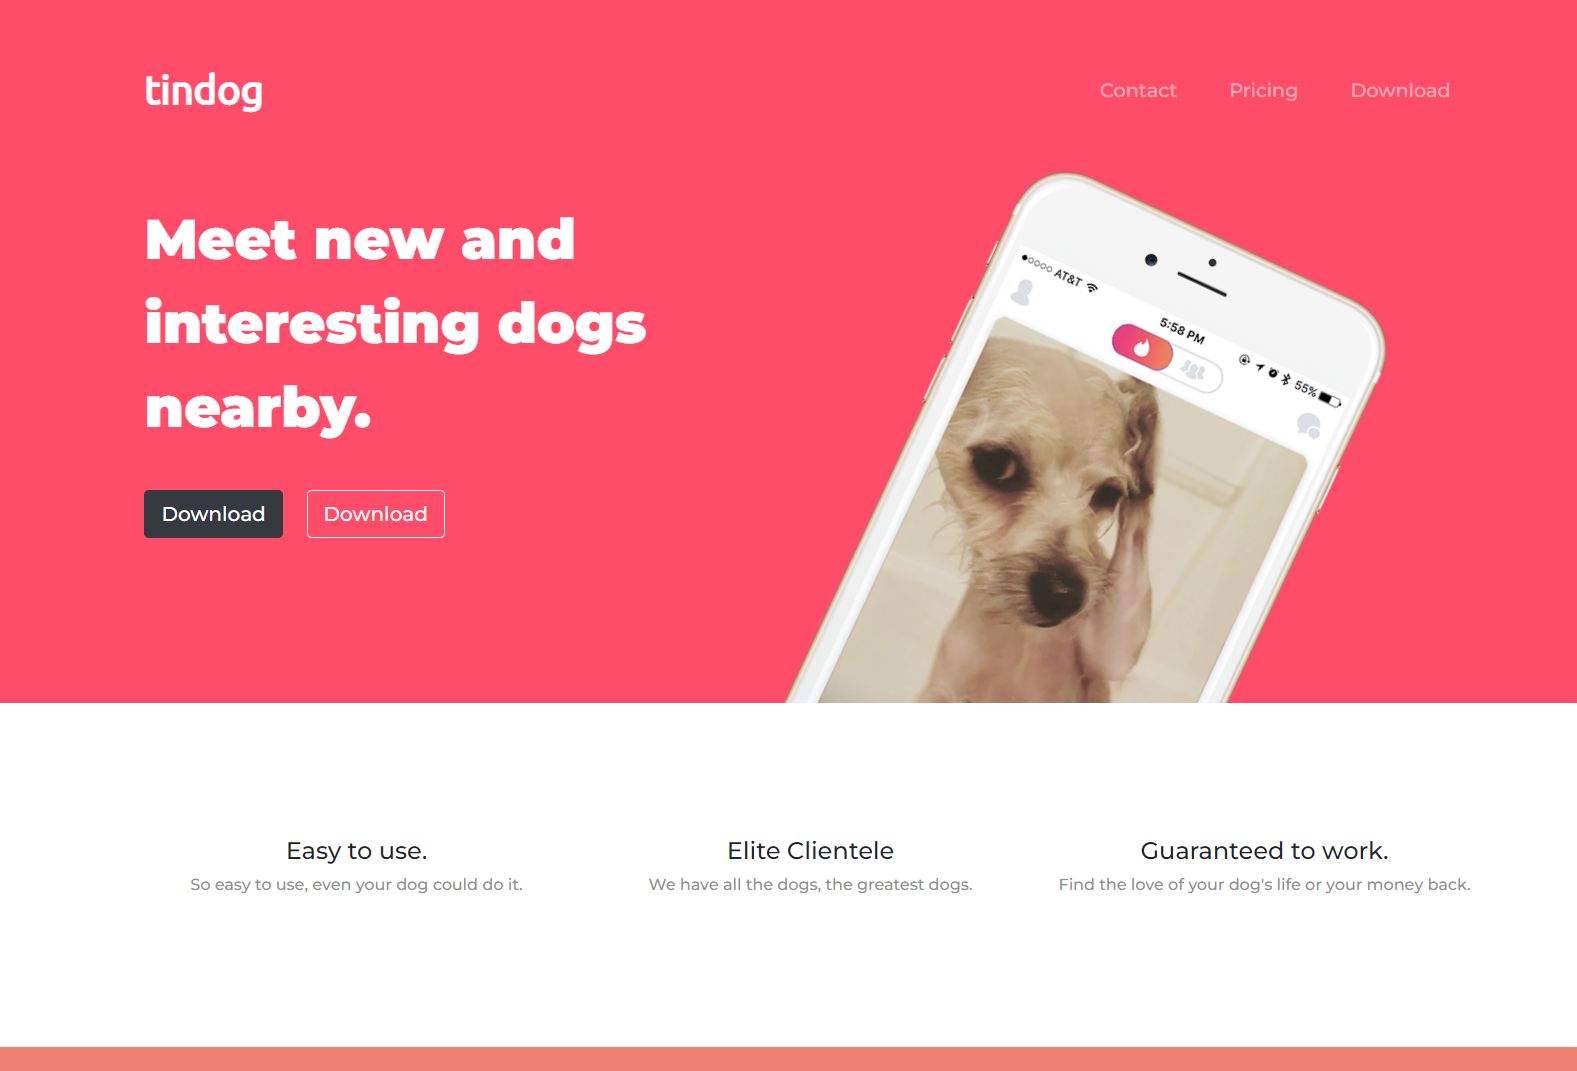 tindog
Contact Pricing Download
Meet new and
interesting dogs
nearby.
Download Download
AT&T
5:58 PM
55%
Easy to use.
So easy to use, even your dog could do it.
Elite Clientele
We have all the dogs, the greatest dogs.
Guaranteed to work.
Find the love of your dog's life or your money back.